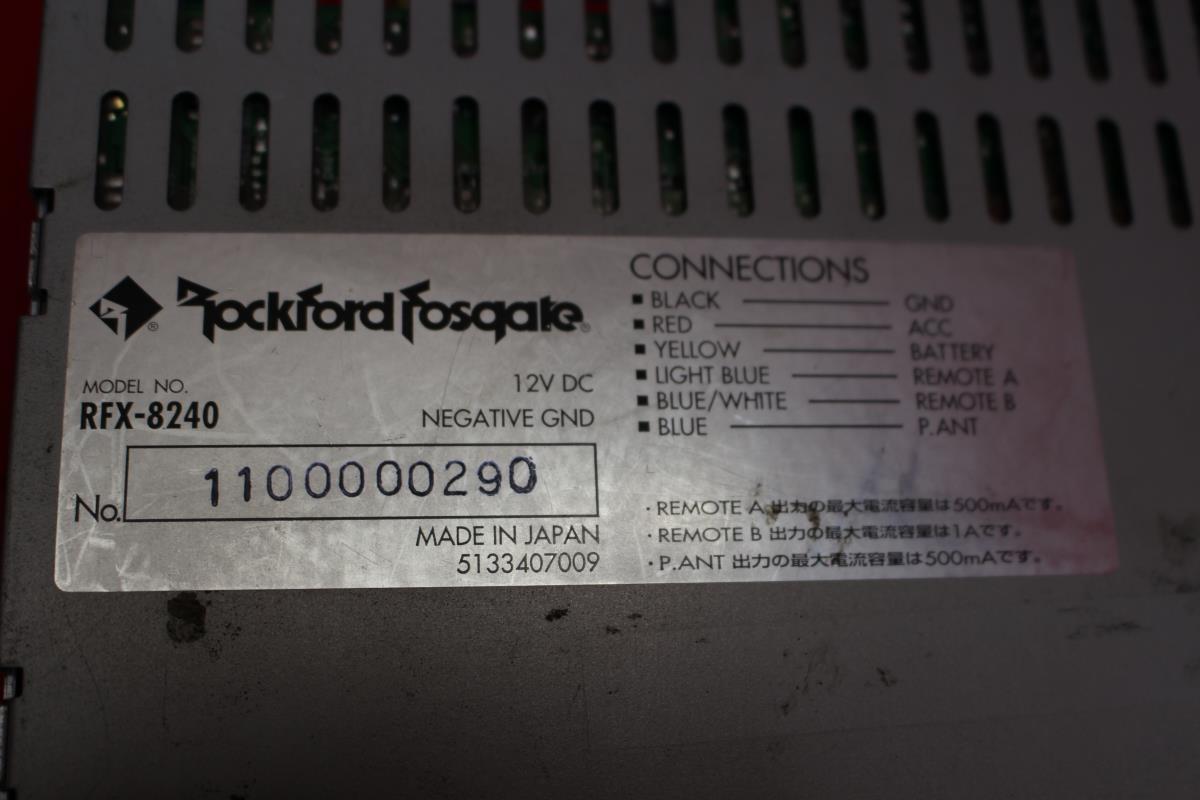 Rockford Fosgate®
MODEL NO.
RFX-8240
12V DC
NEGATIVE GND
No. 1100000290
MADE IN JAPAN
5133407009
CONNECTIONS
■ BLACK GND
■ RED ACC
■ YELLOW BATTERY
■ LIGHT BLUE REMOTE A
■ BLUE/WHITE REMOTE B
■ BLUE P.ANT
・REMOTE A 出力の最大電流容量は500mAです。
・REMOTE B 出力の最大電流容量は1Aです。
・P.ANT 出力の最大電流容量は500mAです。